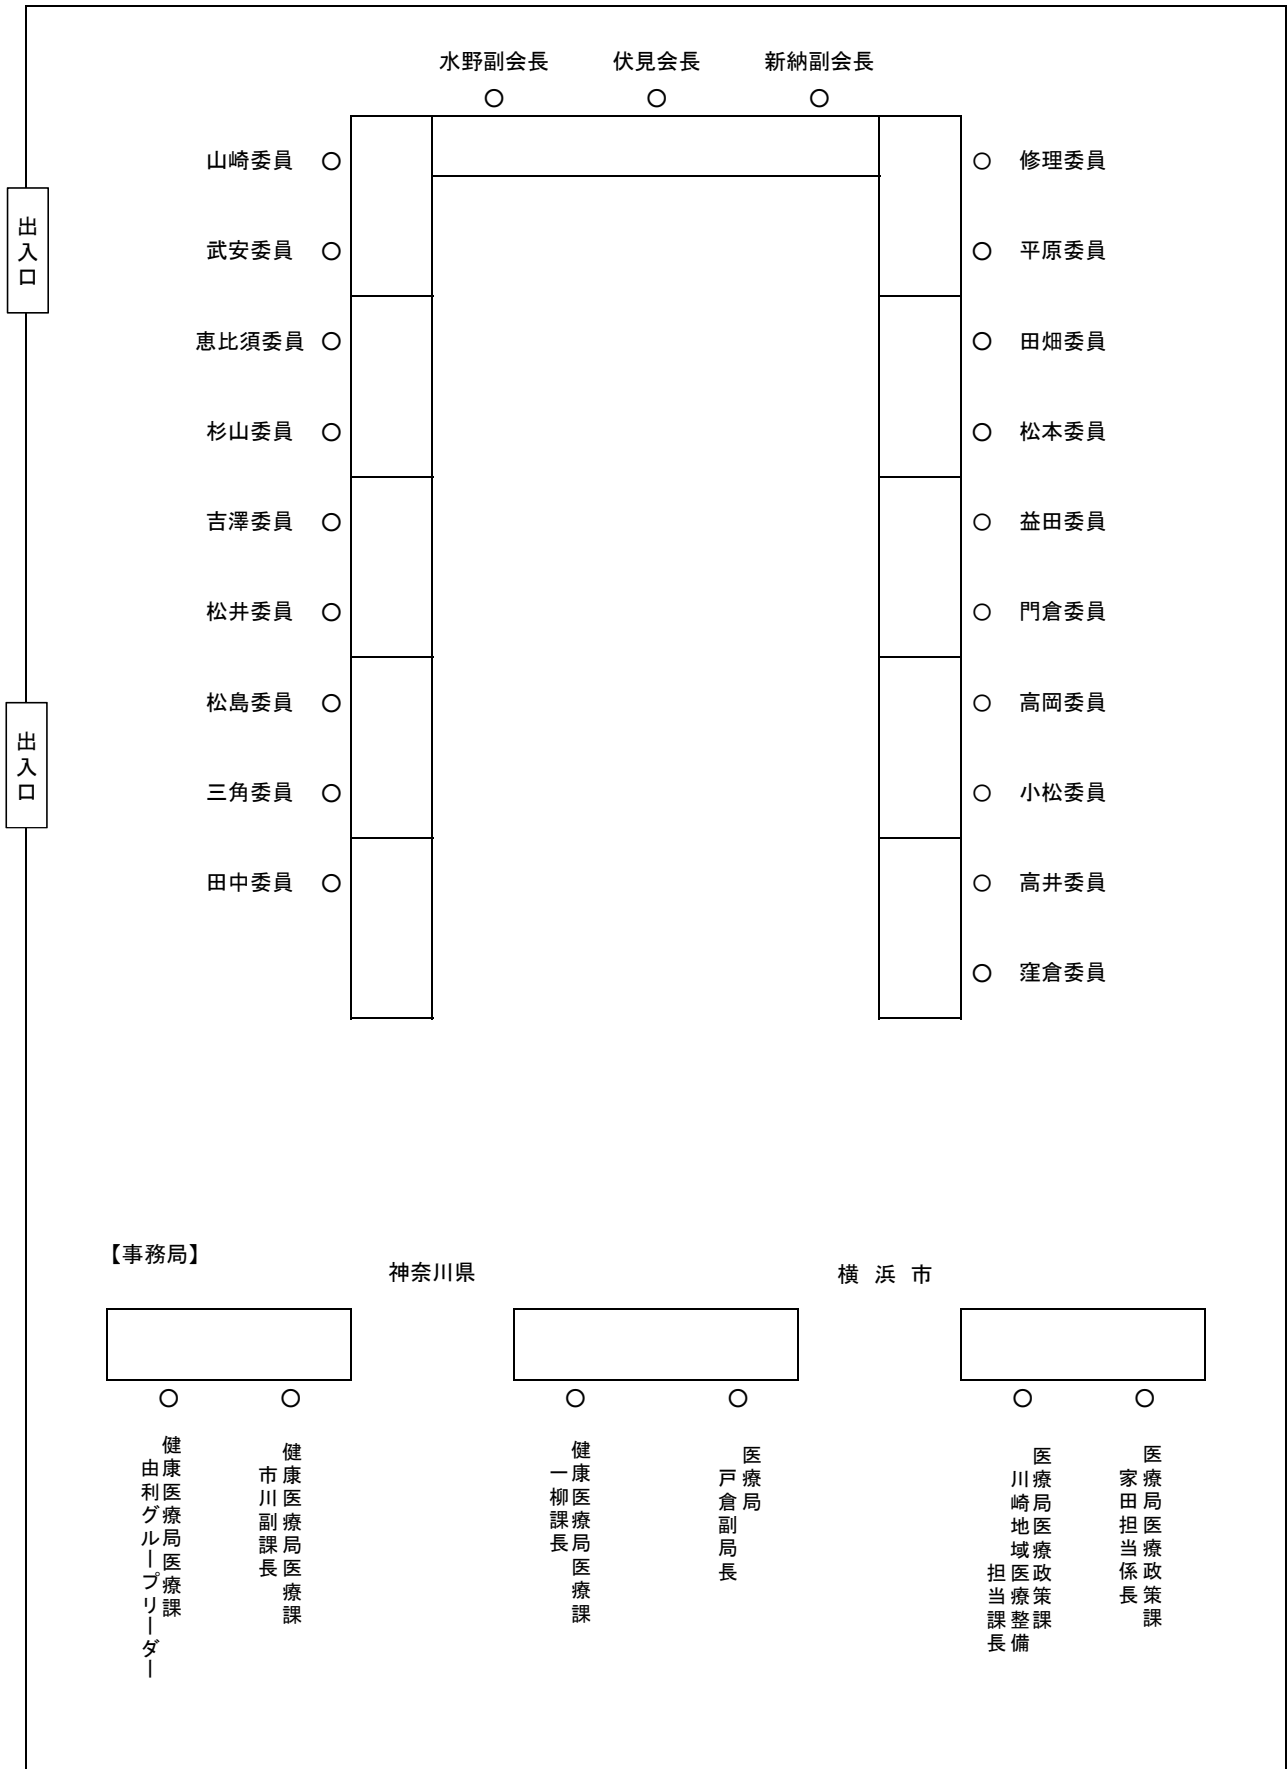 水野副会長 伏見会長 新納副会長
山崎委員 修理委員
出入口
武安委員 平原委員
恵比須委員 田畑委員
杉山委員 松本委員
吉澤委員 益田委員
松井委員 門倉委員
松島委員 高岡委員
出入口
三角委員 小松委員
田中委員 高井委員
窪倉委員
【事務局】
神奈川県 横浜市
健康医療局医療課
由利グループリーダー
健康医療局医療課
市川副課長
健康医療局医療課
一柳課長
医療局
戸倉副局長
医療局医療政策課
川崎地域医療整備
担当課長
医療局医療政策課
家田担当係長